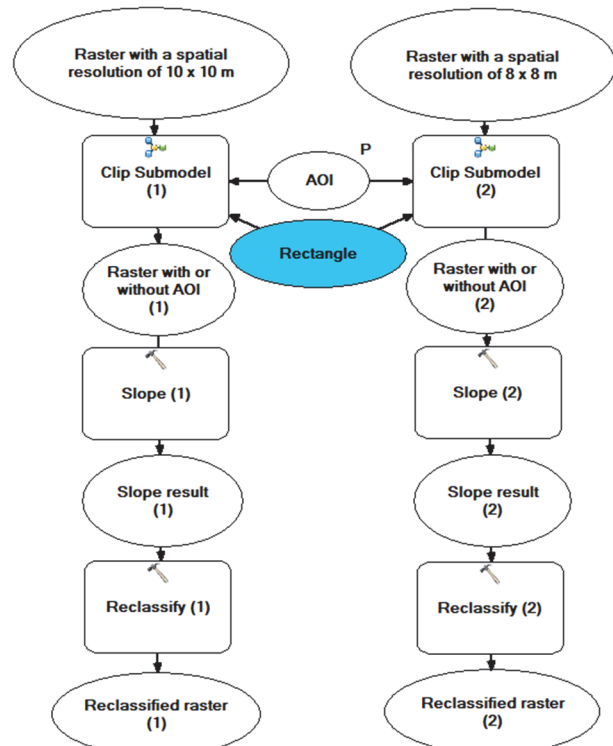 Raster with a spatial
resolution of 10 x 10 m
Raster with a spatial
resolution of 8 x 8 m
Clip Submodel
(1)
P
AOI
Clip Submodel
(2)
Rectangle
Raster with or
without AOI
(1)
Raster with or
without AOI
(2)
Slope (1)
Slope (2)
Slope result
(1)
Slope result
(2)
Reclassify (1)
Reclassify (2)
Reclassified raster
(1)
Reclassified raster
(2)